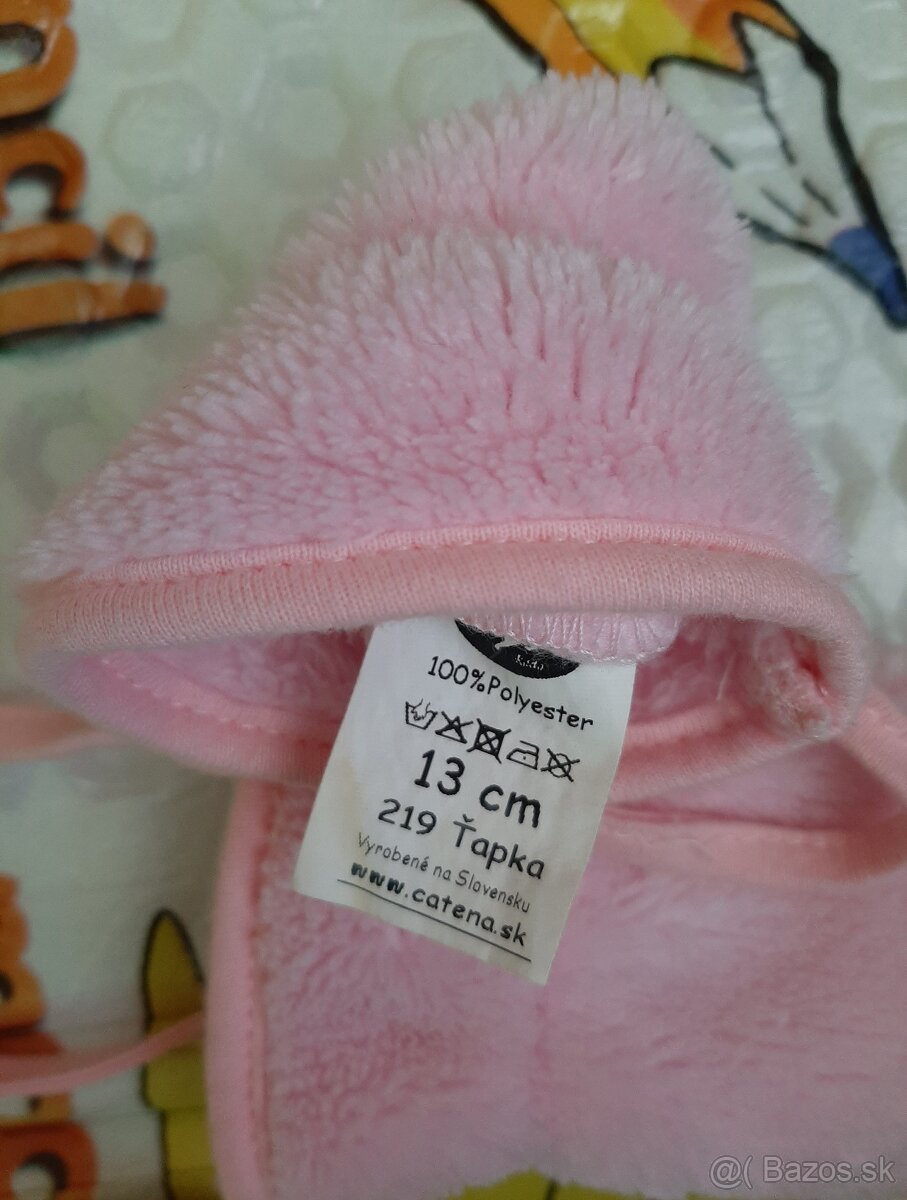 100%Polyester
13 cm
219 Ťapka
Vyrobené na Slovensku
www.catena.sk
@( Bazos.sk